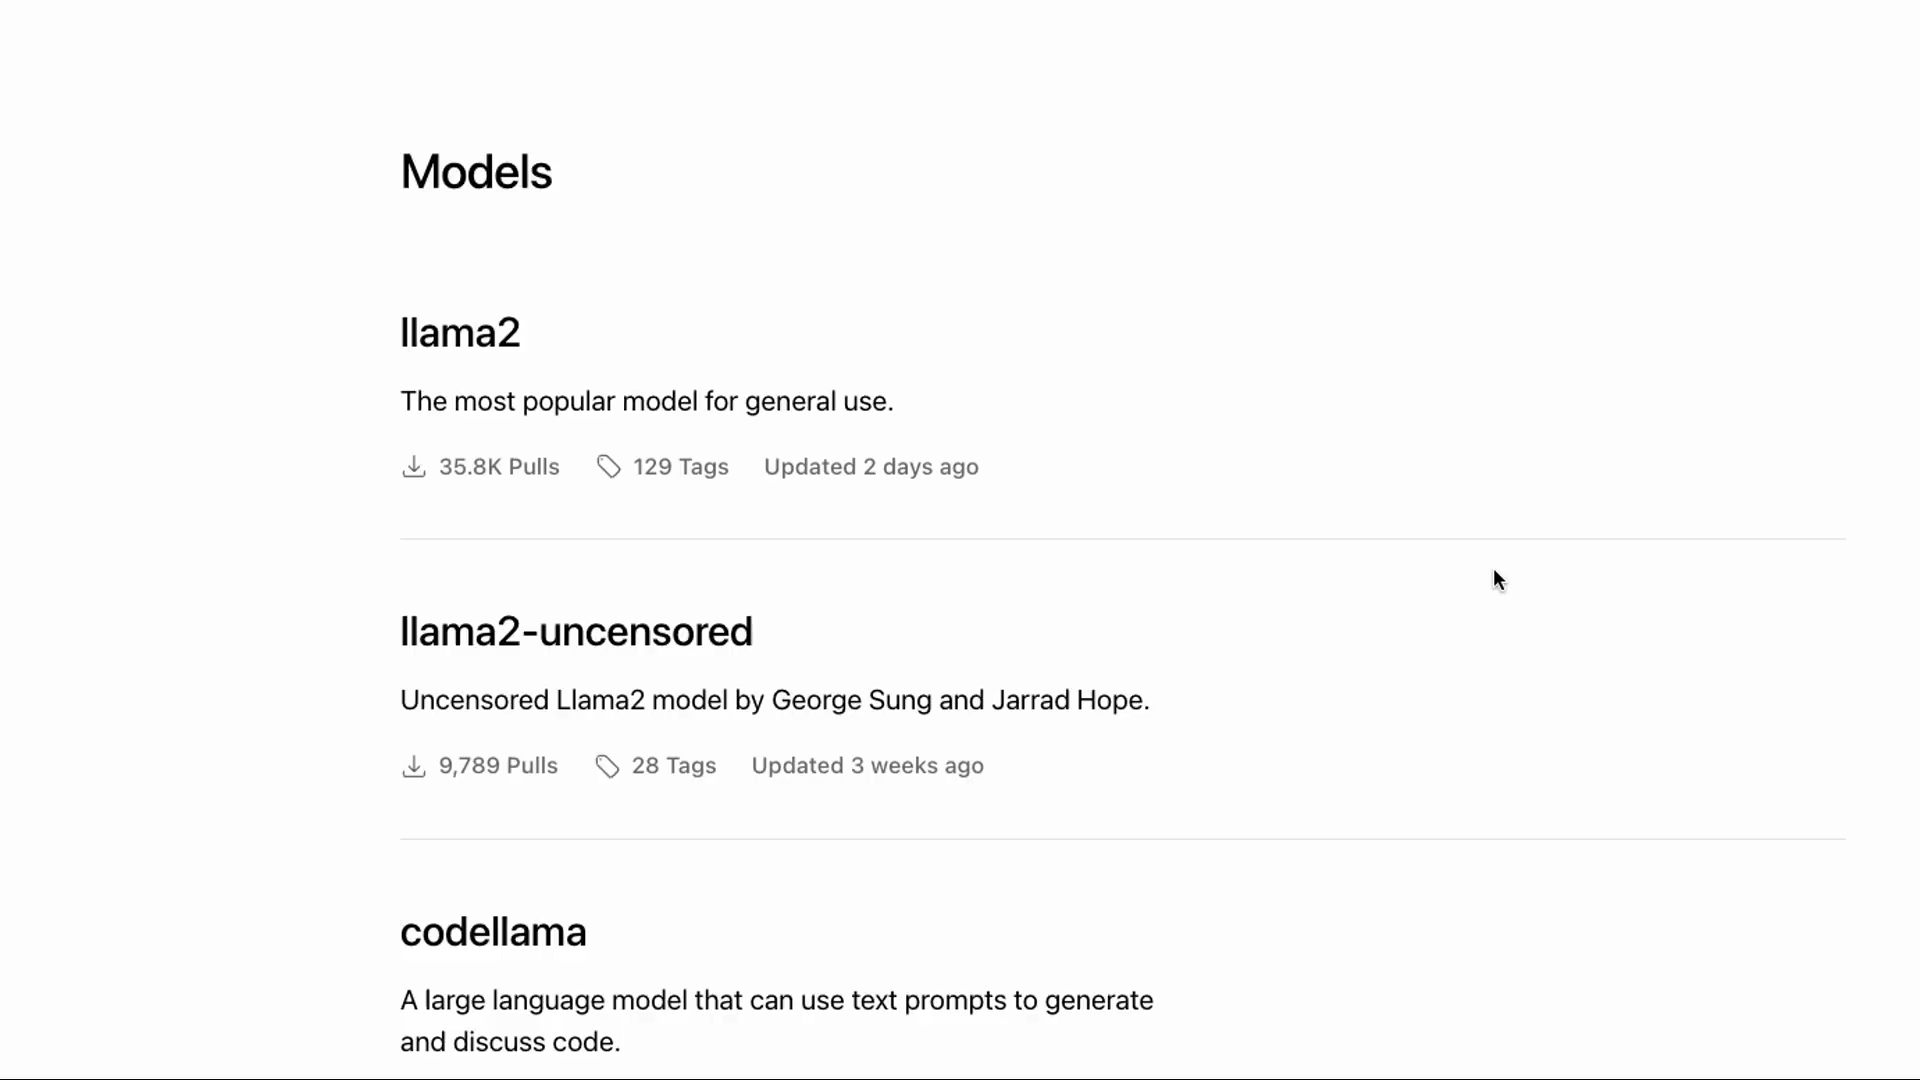 Models
llama2
The most popular model for general use.
35.8K Pulls 129 Tags Updated 2 days ago
llama2-uncensored
Uncensored Llama2 model by George Sung and Jarrad Hope.
9,789 Pulls 28 Tags Updated 3 weeks ago
codellama
A large language model that can use text prompts to generate
and discuss code.